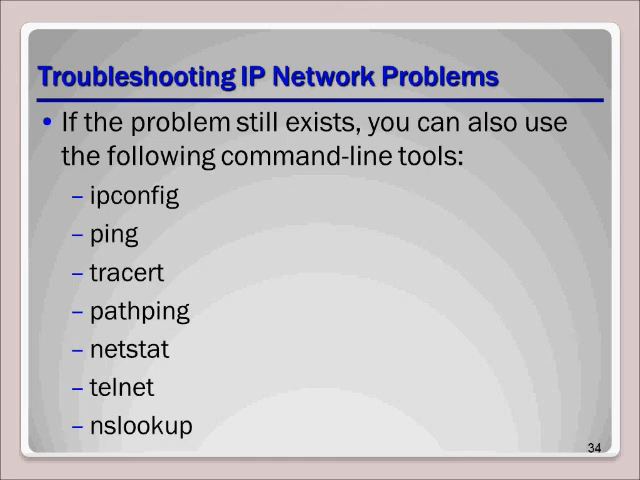 Troubleshooting IP Network Problems
• If the problem still exists, you can also use
the following command-line tools:
– ipconfig
– ping
– tracert
– pathping
– netstat
– telnet
– nslookup
34